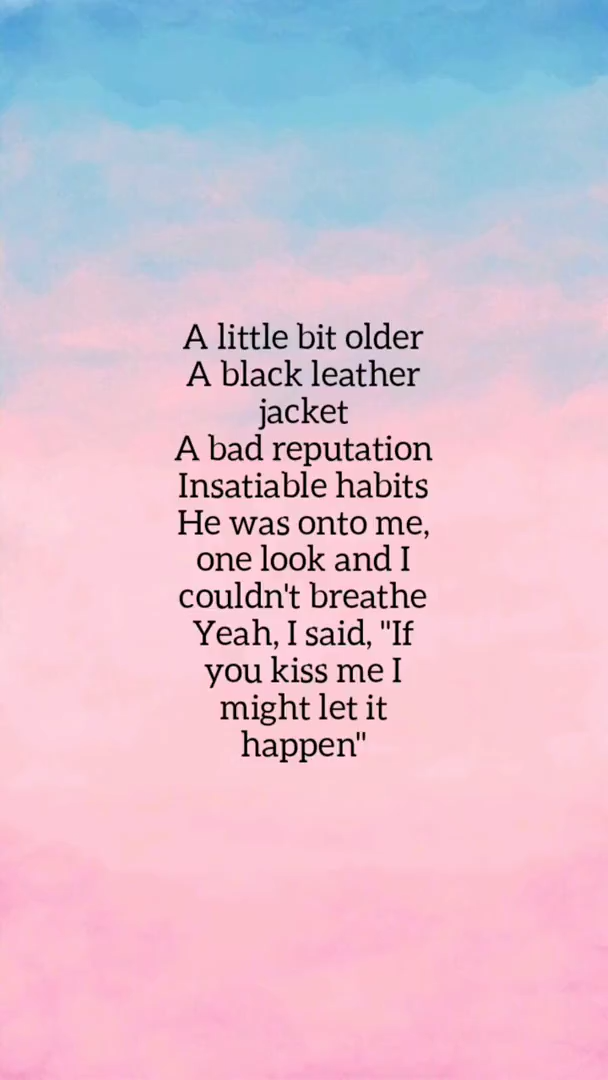 A little bit older
A black leather
jacket
A bad reputation
Insatiable habits
He was onto me,
one look and I
couldn't breathe
Yeah, I said, "If
you kiss me I
might let it
happen"